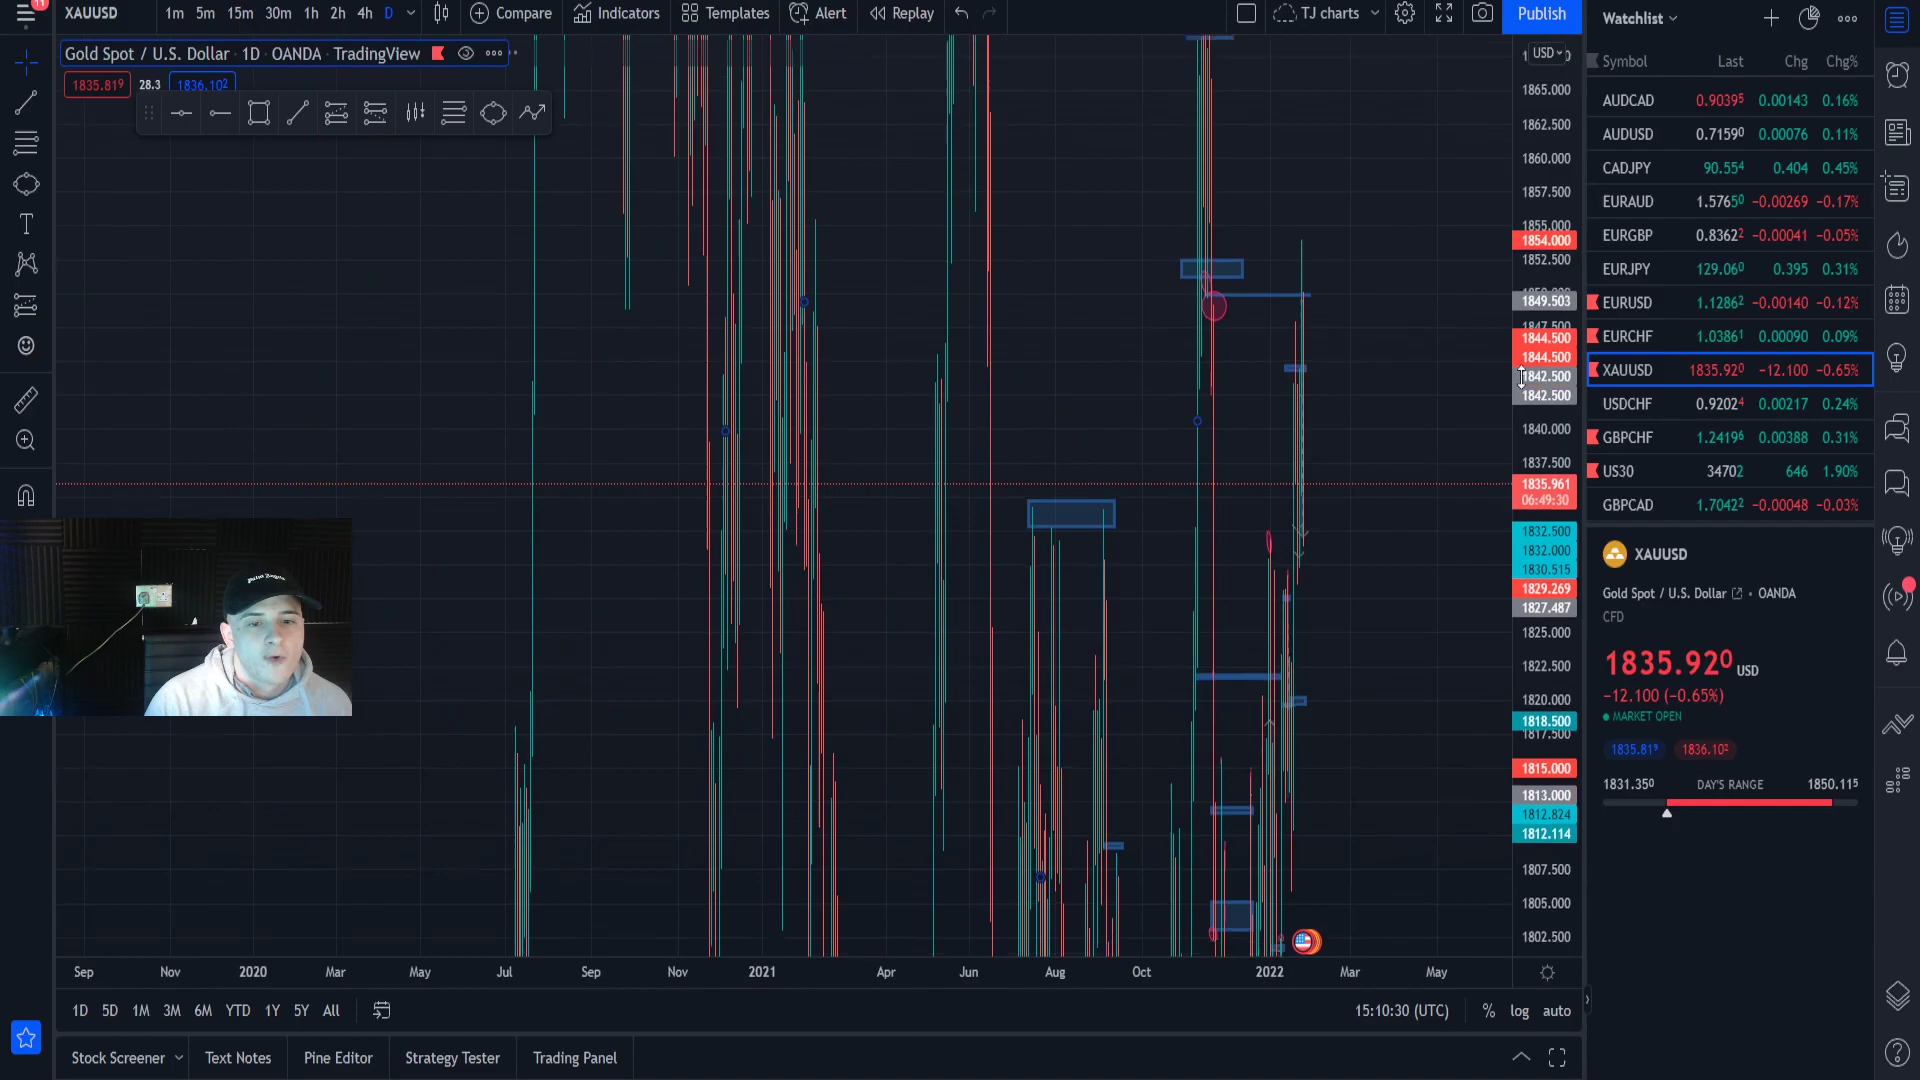 11
XAUUSD 1m 5m 15m 30m 1h 2h 4h D Compare Indicators Templates Alert Replay TJ charts Publish
Gold Spot / U.S. Dollar · 1D · OANDA · TradingView
1835.819 28.3 1836.102
USD
1865.000
1862.500
1860.000
1857.500
1855.000
1854.000
1852.500
1849.503
1847.500
1844.500
1844.500
1842.500
1842.500
1840.000
1837.500
1835.961
06:49:30
1832.500
1832.000
1830.515
1829.269
1827.487
1825.000
1822.500
1820.000
1818.500
1817.500
1815.000
1813.000
1812.824
1812.114
1807.500
1805.000
1802.500
Sep Nov 2020 Mar May Jul Sep Nov 2021 Apr Jun Aug Oct 2022 Mar May
1D 5D 1M 3M 6M YTD 1Y 5Y All 15:10:30 (UTC) % log auto
Stock Screener Text Notes Pine Editor Strategy Tester Trading Panel
Watchlist
Symbol Last Chg Chg%
AUDCAD 0.90395 0.00143 0.16%
AUDUSD 0.71590 0.00076 0.11%
CADJPY 90.554 0.404 0.45%
EURAUD 1.57650 −0.00269 −0.17%
EURGBP 0.83622 −0.00041 −0.05%
EURJPY 129.060 0.395 0.31%
EURUSD 1.12862 −0.00140 −0.12%
EURCHF 1.03861 0.00090 0.09%
XAUUSD 1835.920 −12.100 −0.65%
USDCHF 0.92024 0.00217 0.24%
GBPCHF 1.24196 0.00388 0.31%
US30 34702 646 1.90%
GBPCAD 1.70422 −0.00048 −0.03%
XAUUSD
Gold Spot / U.S. Dollar • OANDA
CFD
1835.920 USD
−12.100 (−0.65%)
MARKET OPEN
1835.819 1836.102
1831.350 DAY'S RANGE 1850.115